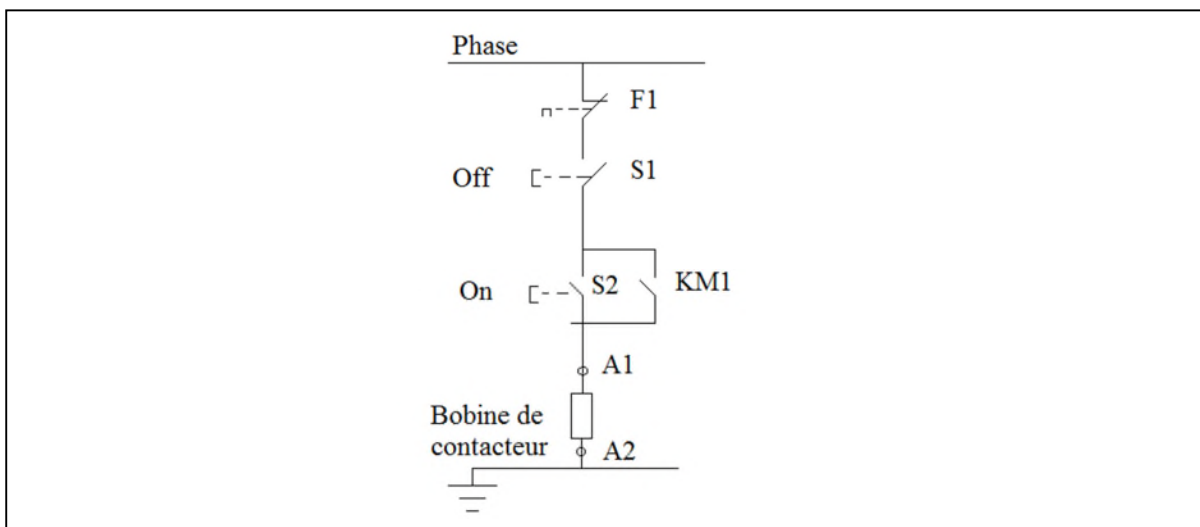 Phase
F1
Off
S1
On
S2
KM1
A1
Bobine de
contacteur
A2